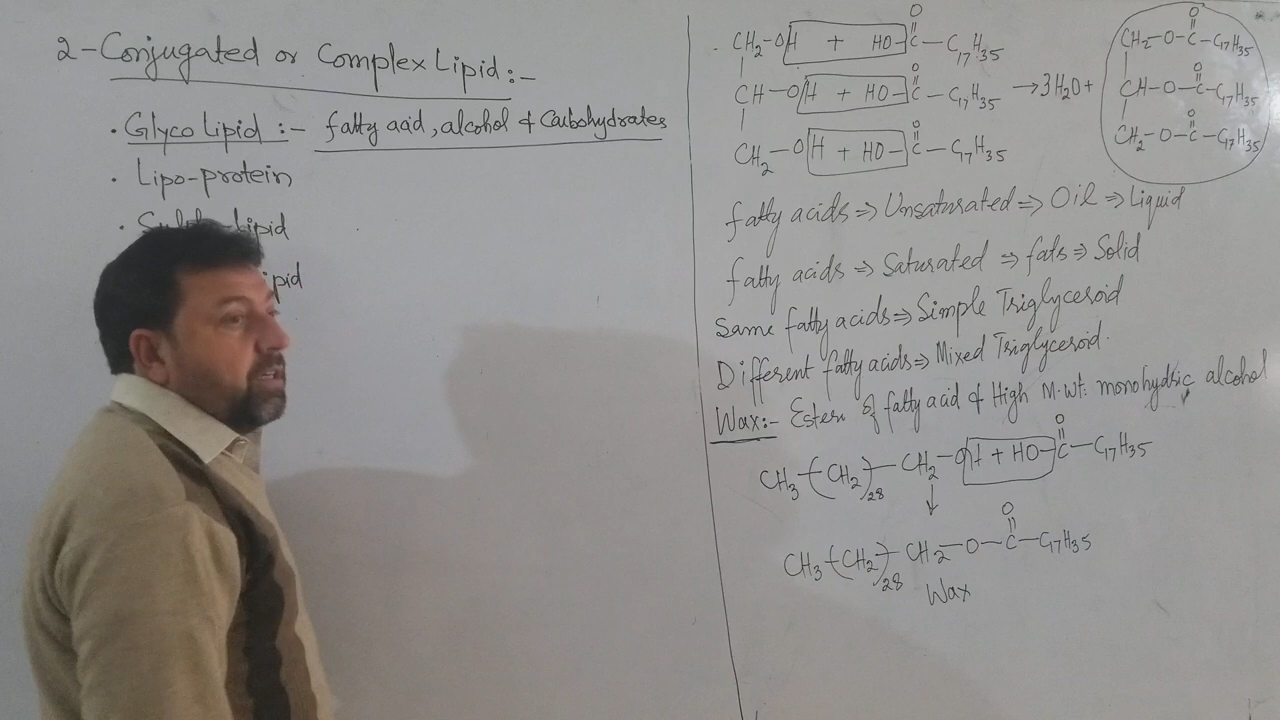 2-Conjugated or Complex Lipid:-
· Glyco Lipid :- fatty acid, alcohol & Carbohydrates
· Lipo-protein
· Lipid
pid
O
CH2-OH + HO-C-C17H35
O
CH-OH + HO-C-C17H35 → 3H2O +
O
CH2-OH + HO-C-C17H35
O
CH2-O-C-C17H35
O
CH-O-C-C17H35
O
CH2-O-C-C17H35
fatty acids ⇒ Unsaturated ⇒ Oil ⇒ Liquid
fatty acids ⇒ Saturated ⇒ fats ⇒ Solid
Same fatty acids ⇒ Simple Triglyceroid
Different fatty acids ⇒ Mixed Triglyceroid.
Wax:- Esters of fatty acid & High M.wt: monohydric alcohol
O
CH3-(CH2)28-CH2-OH + HO-C-C17H35
↓
O
CH3-(CH2)28-CH2-O-C-C17H35
Wax